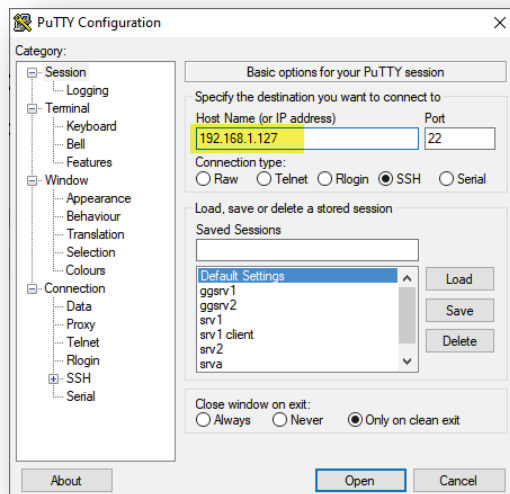 PuTTY Configuration
Category:
Session
Logging
Terminal
Keyboard
Bell
Features
Window
Appearance
Behaviour
Translation
Selection
Colours
Connection
Data
Proxy
Telnet
Rlogin
SSH
Serial
Basic options for your PuTTY session
Specify the destination you want to connect to
Host Name (or IP address) Port
192.168.1.127 22
Connection type:
Raw Telnet Rlogin SSH Serial
Load, save or delete a stored session
Saved Sessions
Default Settings
ggsrv1
ggsrv2
srv1
srv1 client
srv2
srva
Load
Save
Delete
Close window on exit:
Always Never Only on clean exit
About Open Cancel